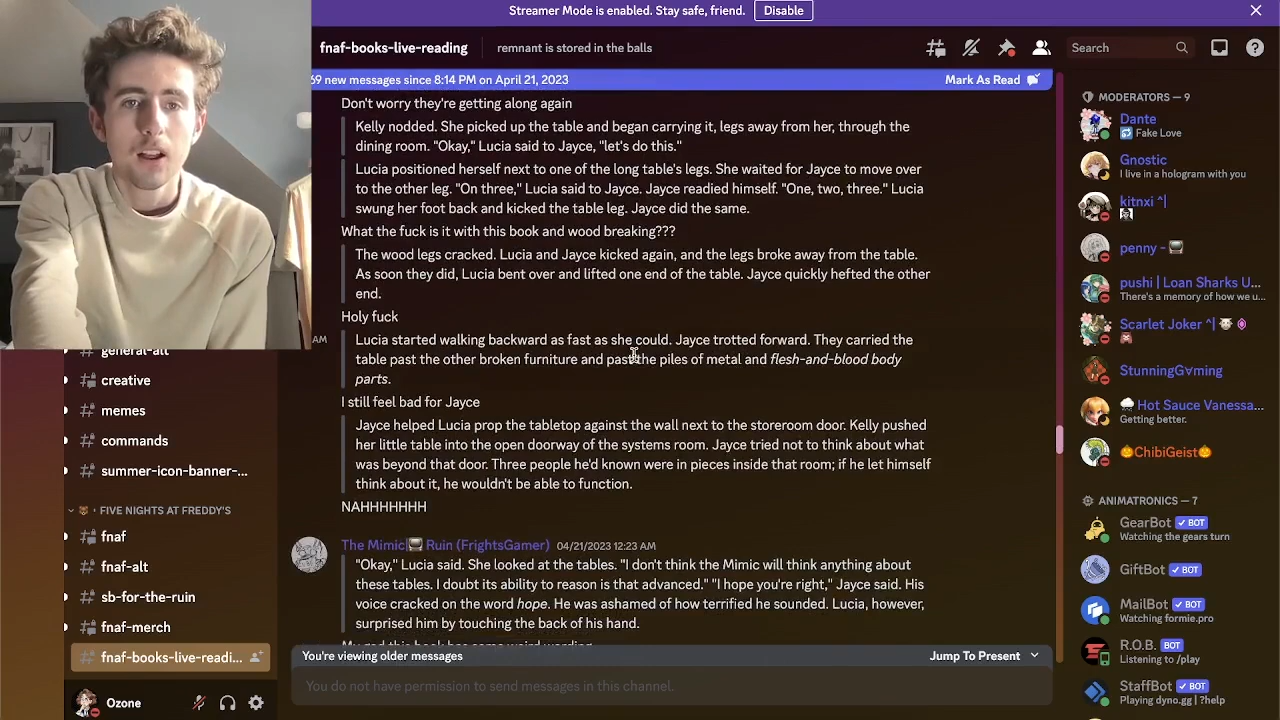 Streamer Mode is enabled. Stay safe, friend.
Disable
fnaf-books-live-reading
remnant is stored in the balls
Search
69 new messages since 8:14 PM on April 21, 2023
Mark As Read
Don't worry they're getting along again
Kelly nodded. She picked up the table and began carrying it, legs away from her, through the
dining room. "Okay," Lucia said to Jayce, "let's do this."
Lucia positioned herself next to one of the long table's legs. She waited for Jayce to move over
to the other leg. "On three," Lucia said to Jayce. Jayce readied himself. "One, two, three." Lucia
swung her foot back and kicked the table leg. Jayce did the same.
What the fuck is it with this book and wood breaking???
The wood legs cracked. Lucia and Jayce kicked again, and the legs broke away from the table.
As soon they did, Lucia bent over and lifted one end of the table. Jayce quickly hefted the other
end.
Holy fuck
AM
Lucia started walking backward as fast as she could. Jayce trotted forward. They carried the
table past the other broken furniture and past the piles of metal and flesh-and-blood body
parts.
I still feel bad for Jayce
Jayce helped Lucia prop the tabletop against the wall next to the storeroom door. Kelly pushed
her little table into the open doorway of the systems room. Jayce tried not to think about what
was beyond that door. Three people he'd known were in pieces inside that room; if he let himself
think about it, he wouldn't be able to function.
NAHHHHHHH
The Mimic Ruin (FrightsGamer) 04/21/2023 12:23 AM
"Okay," Lucia said. She looked at the tables. "I don't think the Mimic will think anything about
these tables. I doubt its ability to reason is that advanced." "I hope you're right," Jayce said. His
voice cracked on the word hope. He was ashamed of how terrified he sounded. Lucia, however,
surprised him by touching the back of his hand.
My god this book has some weird wording
You're viewing older messages
Jump To Present
You do not have permission to send messages in this channel.
general-alt
creative
memes
commands
summer-icon-banner-...
FIVE NIGHTS AT FREDDY'S
fnaf
fnaf-alt
sb-for-the-ruin
fnaf-merch
fnaf-books-live-readi...
Ozone
MODERATORS — 9
Dante
Fake Love
Gnostic
I live in a hologram with you
kitnxi ^|
penny -
pushi | Loan Sharks U...
There's a memory of how we u...
Scarlet Joker ^|
StunningG∀ming
Hot Sauce Vanessa...
Getting better.
ChibiGeist
ANIMATRONICS — 7
GearBot BOT
Watching the gears turn
GiftBot BOT
MailBot BOT
Watching formie.pro
R.O.B. BOT
Listening to /play
StaffBot BOT
Playing dyno.gg | ?help